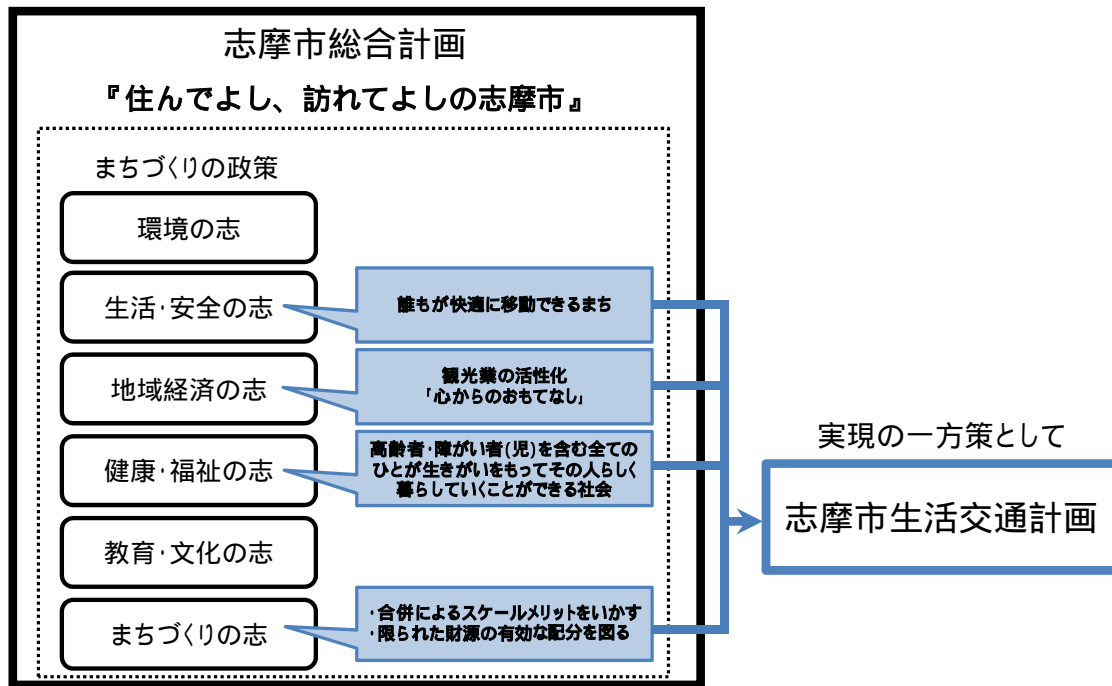 志摩市総合計画
『住んでよし、訪れてよしの志摩市』
まちづくりの政策
環境の志
生活・安全の志
誰もが快適に移動できるまち
地域経済の志
観光業の活性化
「心からのおもてなし」
健康・福祉の志
高齢者・障がい者(児)を含む全ての
ひとが生きがいをもってその人らしく
暮らしていくことができる社会
教育・文化の志
まちづくりの志
・合併によるスケールメリットをいかす
・限られた財源の有効な配分を図る
実現の一方策として
志摩市生活交通計画